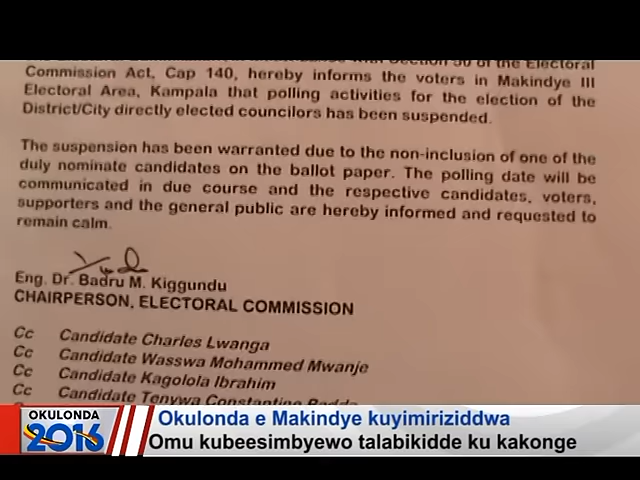 Section 50 of the Electoral
Commission Act, Cap 140, hereby informs the voters in Makindye III
Electoral Area, Kampala that polling activities for the election of the
District/City directly elected councilors has been suspended.
The suspension has been warranted due to the non-inclusion of one of the
duly nominate candidates on the ballot paper. The polling date will be
communicated in due course and the respective candidates, voters,
supporters and the general public are hereby informed and requested to
remain calm.
Eng. Dr. Badru M. Kiggundu
CHAIRPERSON, ELECTORAL COMMISSION
Cc Candidate Charles Lwanga
Cc Candidate Wasswa Mohammed Mwanje
Cc Candidate Kagolola Ibrahim
Cc Candidate Tenywa Constantine
OKULONDA
2016
Okulonda e Makindye kuyimiriziddwa
Omu kubeesimbyewo talabikidde ku kakonge